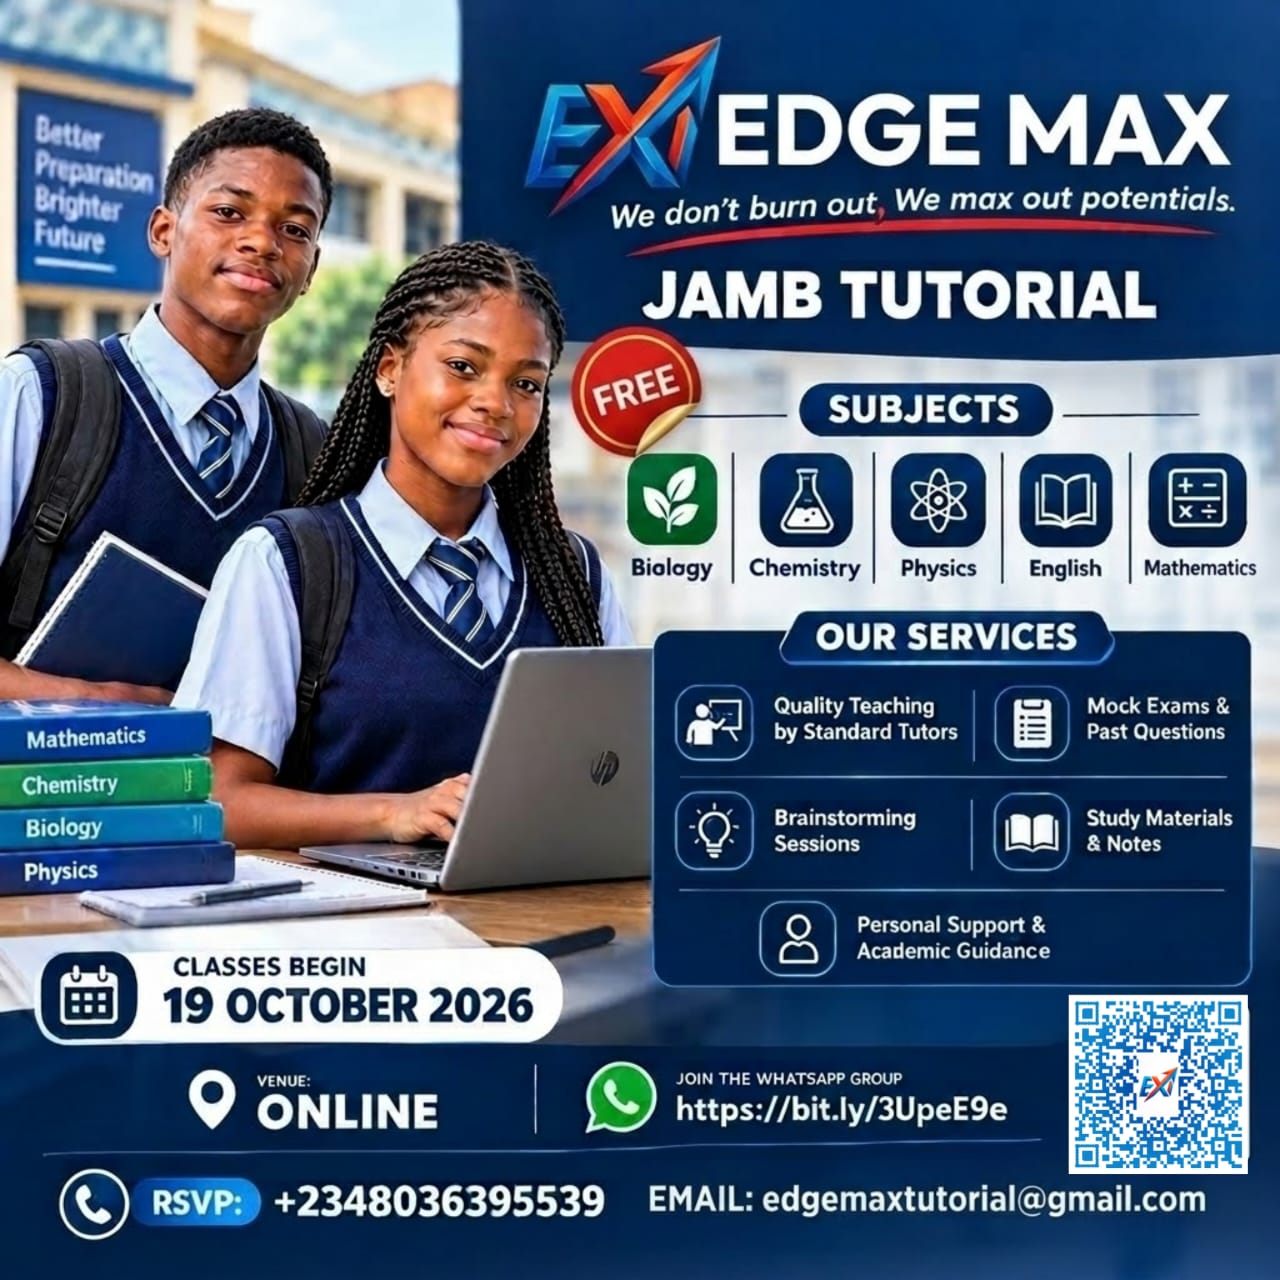 Better
Preparation
Brighter
Future
EX
EDGE MAX
We don't burn out, We max out potentials.
JAMB TUTORIAL
FREE
SUBJECTS
Biology
Chemistry
Physics
English
Mathematics
OUR SERVICES
Quality Teaching
by Standard Tutors
Mock Exams &
Past Questions
Brainstorming
Sessions
Study Materials
& Notes
Personal Support &
Academic Guidance
Mathematics
Chemistry
Biology
Physics
hp
CLASSES BEGIN
19 OCTOBER 2026
VENUE:
ONLINE
JOIN THE WHATSAPP GROUP
https://bit.ly/3UpeE9e
RSVP: +2348036395539
EMAIL: edgemaxtutorial@gmail.com